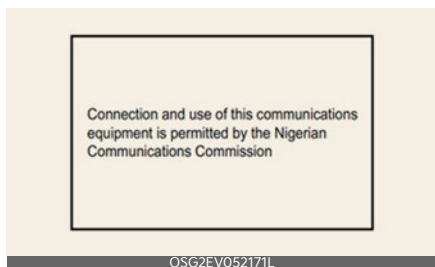 Connection and use of this communications
equipment is permitted by the Nigerian
Communications Commission
OSG2EV052171L